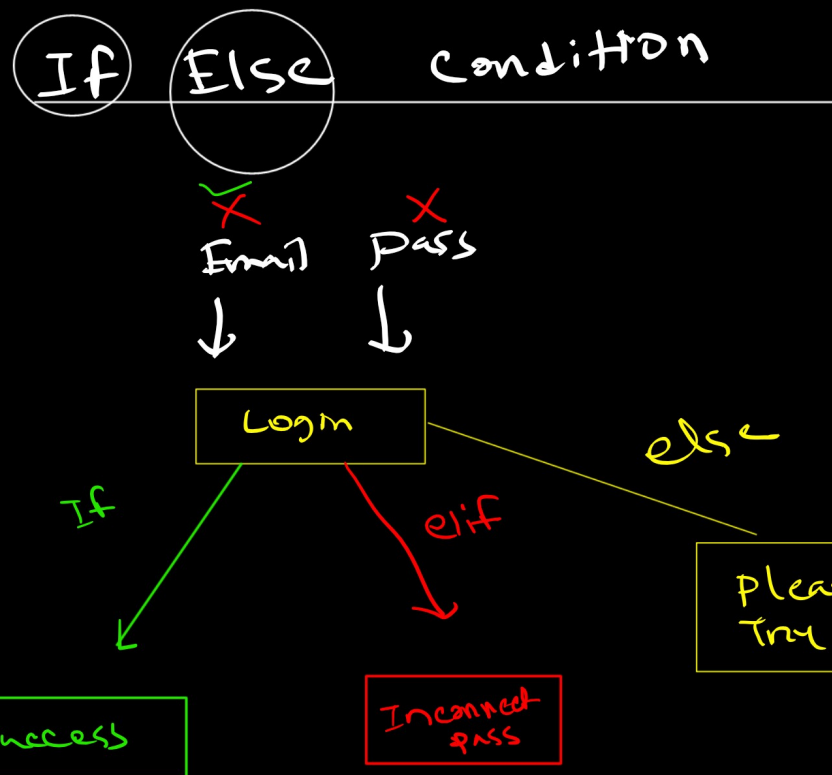 If Else Condition
Email pass
Login
else
If
elif
Plea
Try
uccess
Inconnect
pass